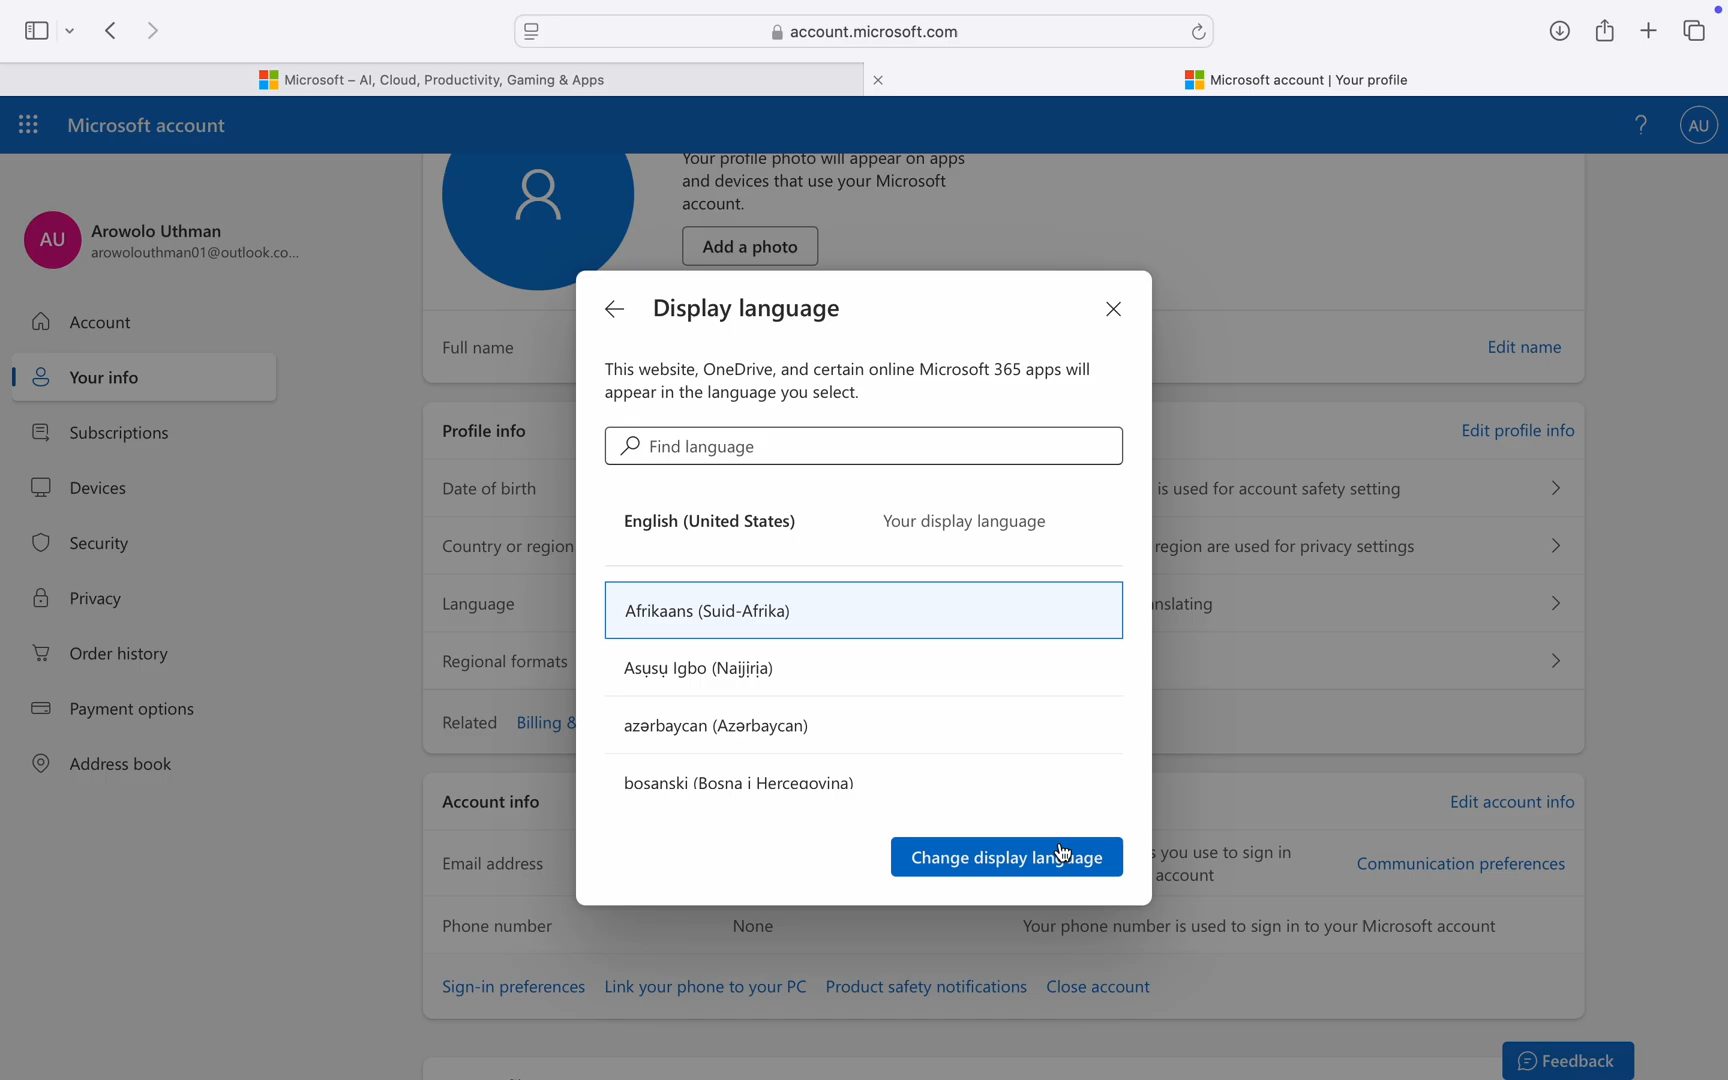 account.microsoft.com
Microsoft – AI, Cloud, Productivity, Gaming & Apps
Microsoft account | Your profile
Microsoft account
?
AU
AU
Arowolo Uthman
arowolouthman01@outlook.co...
Account
Your info
Subscriptions
Devices
Security
Privacy
Order history
Payment options
Address book
Your profile photo will appear on apps
and devices that use your Microsoft
account.
Add a photo
Full name
Edit name
Profile info
Edit profile info
Date of birth
is used for account safety setting
Country or region
region are used for privacy settings
Language
nslating
Regional formats
Related Billing &
Account info
Edit account info
Email address
s you use to sign in
account
Communication preferences
Phone number
None
Your phone number is used to sign in to your Microsoft account
Sign-in preferences Link your phone to your PC Product safety notifications Close account
Feedback
Display language
This website, OneDrive, and certain online Microsoft 365 apps will
appear in the language you select.
Find language
English (United States) Your display language
Afrikaans (Suid-Afrika)
Asụsụ Igbo (Naịjịrịa)
azərbaycan (Azərbaycan)
bosanski (Bosna i Hercegovina)
Change display language